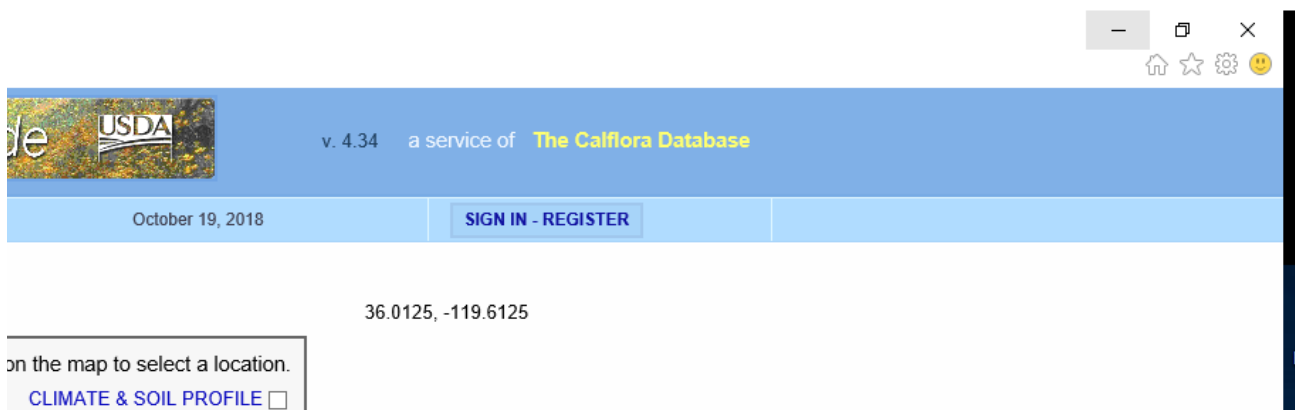 de USDA v. 4.34 a service of The Calflora Database
October 19, 2018 SIGN IN - REGISTER
36.0125, -119.6125
on the map to select a location.
CLIMATE & SOIL PROFILE